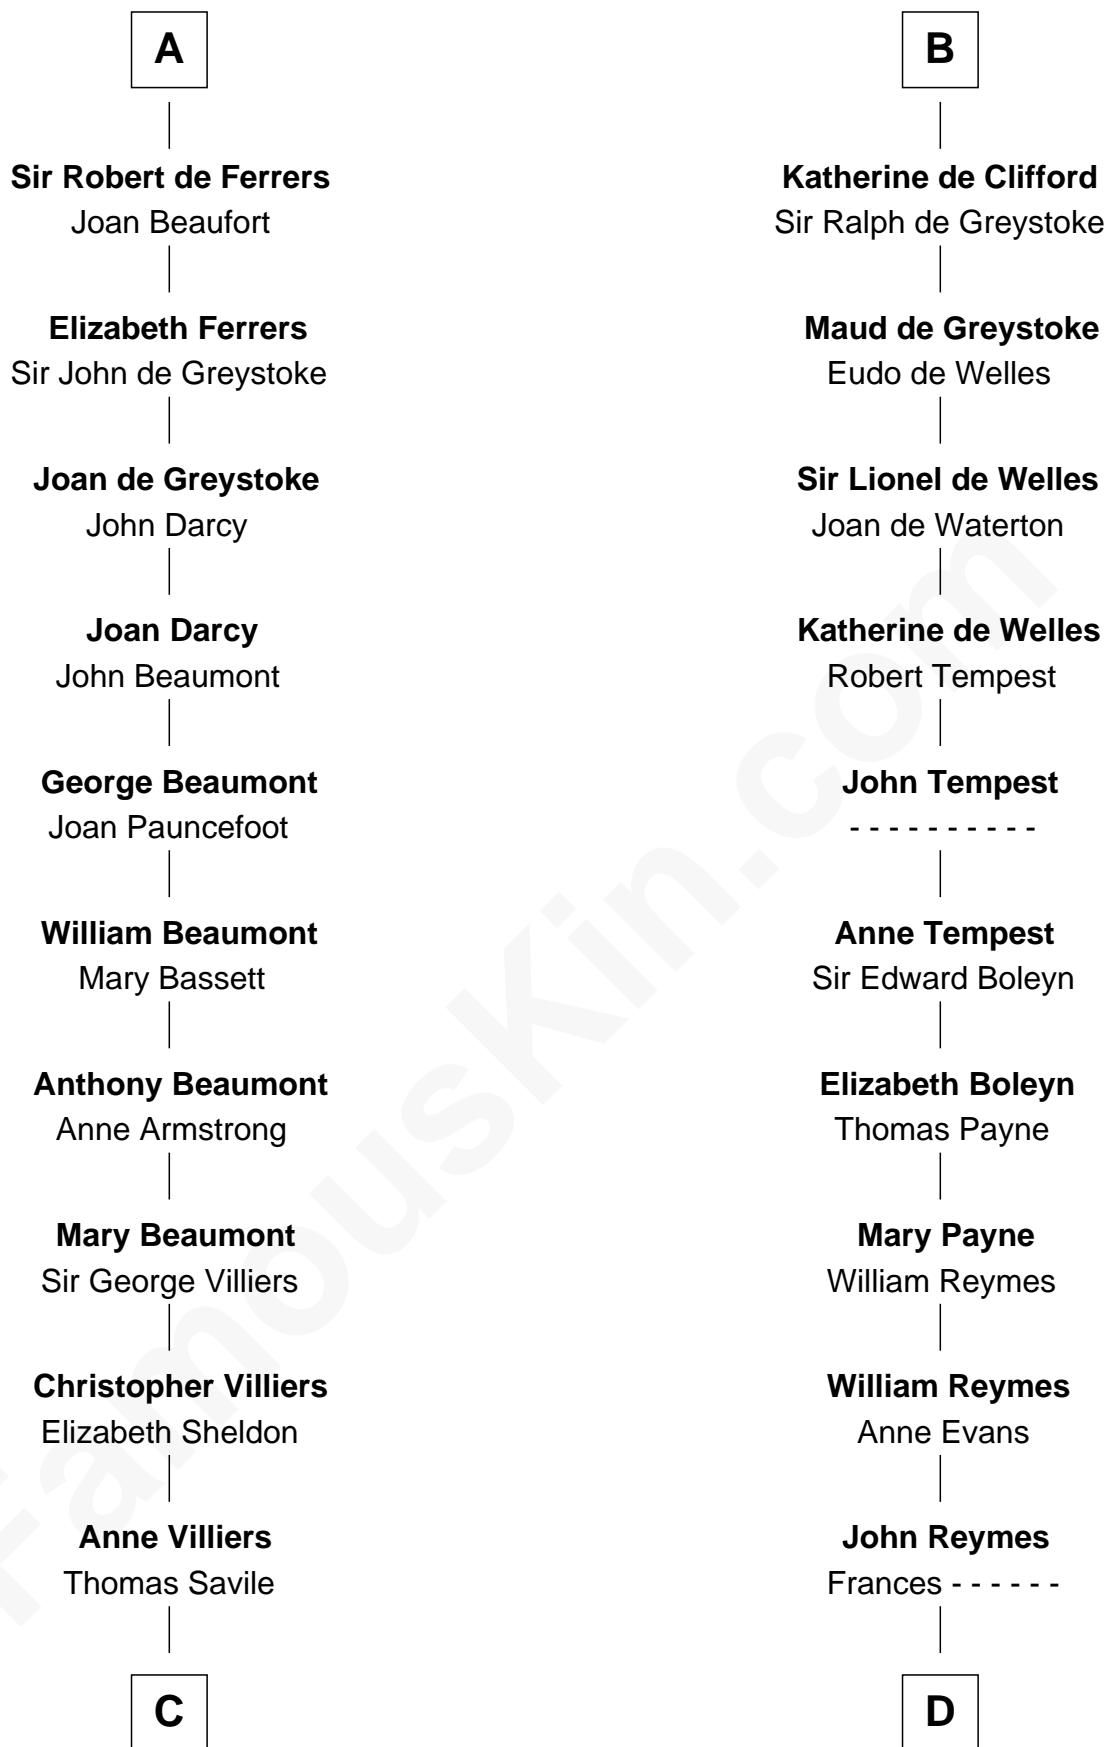 A
Sir Robert de Ferrers
Joan Beaufort
Elizabeth Ferrers
Sir John de Greystoke
Joan de Greystoke
John Darcy
Joan Darcy
John Beaumont
George Beaumont
Joan Pauncefoot
William Beaumont
Mary Bassett
Anthony Beaumont
Anne Armstrong
Mary Beaumont
Sir George Villiers
Christopher Villiers
Elizabeth Sheldon
Anne Villiers
Thomas Savile
C
B
Katherine de Clifford
Sir Ralph de Greystoke
Maud de Greystoke
Eudo de Welles
Sir Lionel de Welles
Joan de Waterton
Katherine de Welles
Robert Tempest
John Tempest
- - - - - - - - - -
Anne Tempest
Sir Edward Boleyn
Elizabeth Boleyn
Thomas Payne
Mary Payne
William Reymes
William Reymes
Anne Evans
John Reymes
Frances - - - - - -
D
FamousKin.com